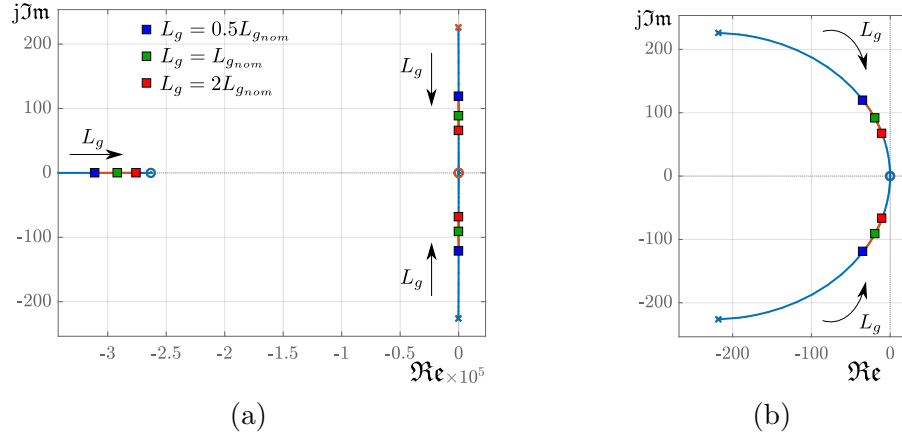 jℑm
200
100
0
-100
-200
L_g = 0.5L_{g_{nom}}
L_g = L_{g_{nom}}
L_g = 2L_{g_{nom}}
L_g
L_g
L_g
-3 -2.5 -2 -1.5 -1 -0.5 0
ℜe ×10^5
(a)
jℑm
200
100
0
-100
-200
L_g
L_g
-200 -100 0
ℜe
(b)